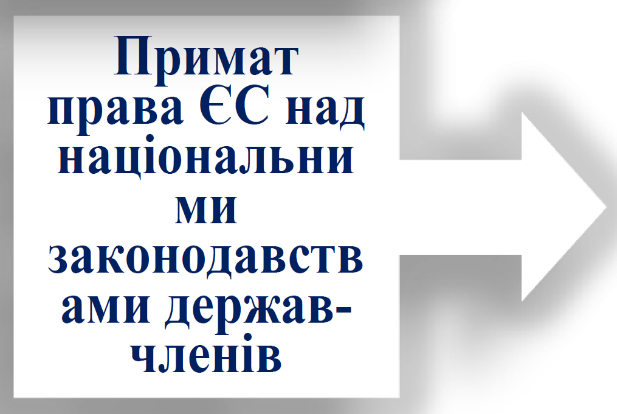 Примат
права ЄС над
національни
ми
законодавств
ами держав-
членів